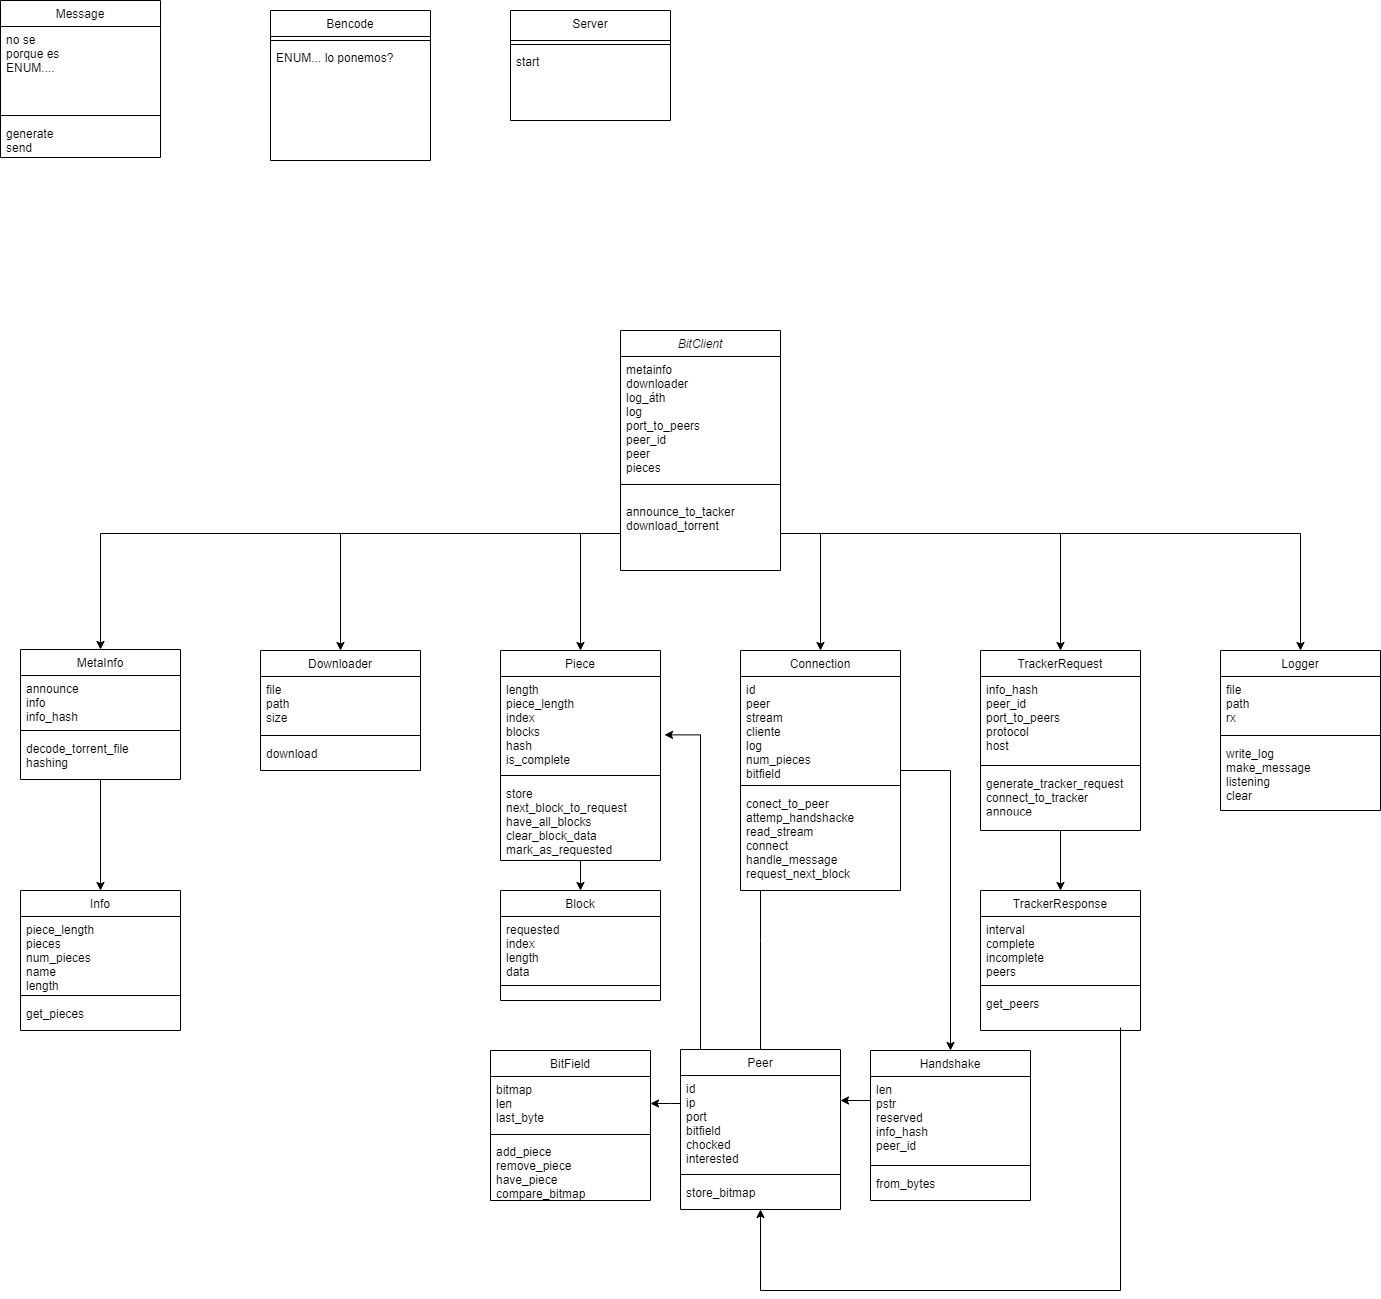 Message
no se
porque es
ENUM....
generate
send
Bencode
ENUM... lo ponemos?
Server
start
BitClient
metainfo
downloader
log_áth
log
port_to_peers
peer_id
peer
pieces
announce_to_tacker
download_torrent
MetaInfo
announce
info
info_hash
decode_torrent_file
hashing
Downloader
file
path
size
download
Piece
length
piece_length
index
blocks
hash
is_complete
store
next_block_to_request
have_all_blocks
clear_block_data
mark_as_requested
Connection
id
peer
stream
cliente
log
num_pieces
bitfield
conect_to_peer
attemp_handshacke
read_stream
connect
handle_message
request_next_block
TrackerRequest
info_hash
peer_id
port_to_peers
protocol
host
generate_tracker_request
connect_to_tracker
annouce
Logger
file
path
rx
write_log
make_message
listening
clear
Info
piece_length
pieces
num_pieces
name
length
get_pieces
Block
requested
index
length
data
TrackerResponse
interval
complete
incomplete
peers
get_peers
BitField
bitmap
len
last_byte
add_piece
remove_piece
have_piece
compare_bitmap
Peer
id
ip
port
bitfield
chocked
interested
store_bitmap
Handshake
len
pstr
reserved
info_hash
peer_id
from_bytes